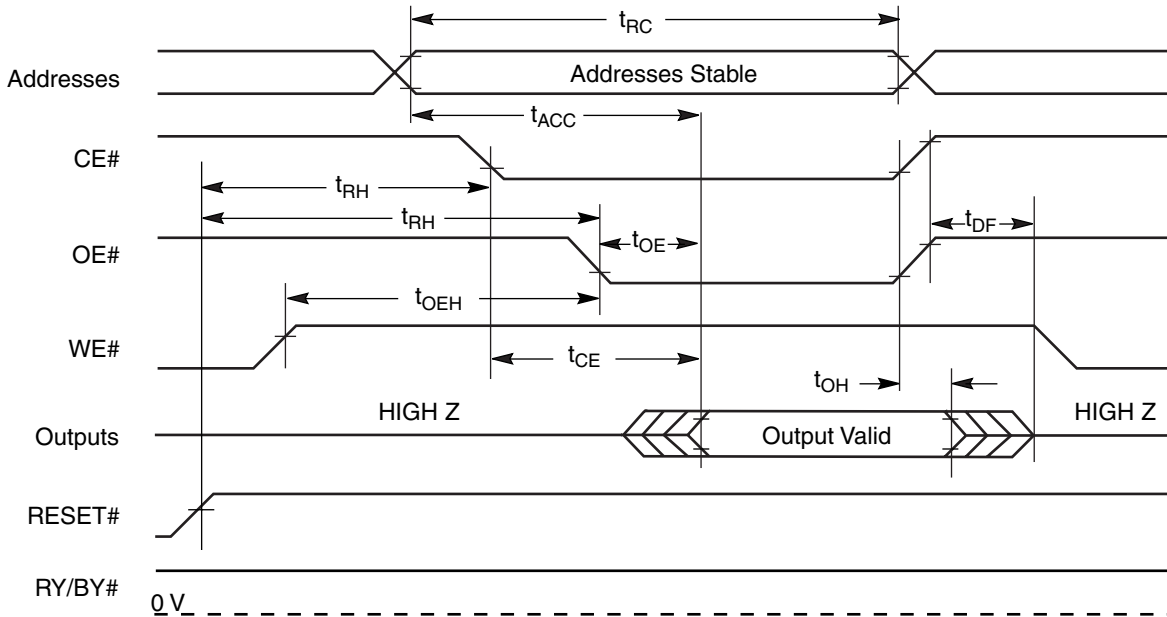 tRC
Addresses
Addresses Stable
tACC
CE#
tRH
tRH
tDF
OE#
tOE
tOEH
WE#
tCE
tOH
HIGH Z
HIGH Z
Outputs
Output Valid
RESET#
RY/BY#
0 V